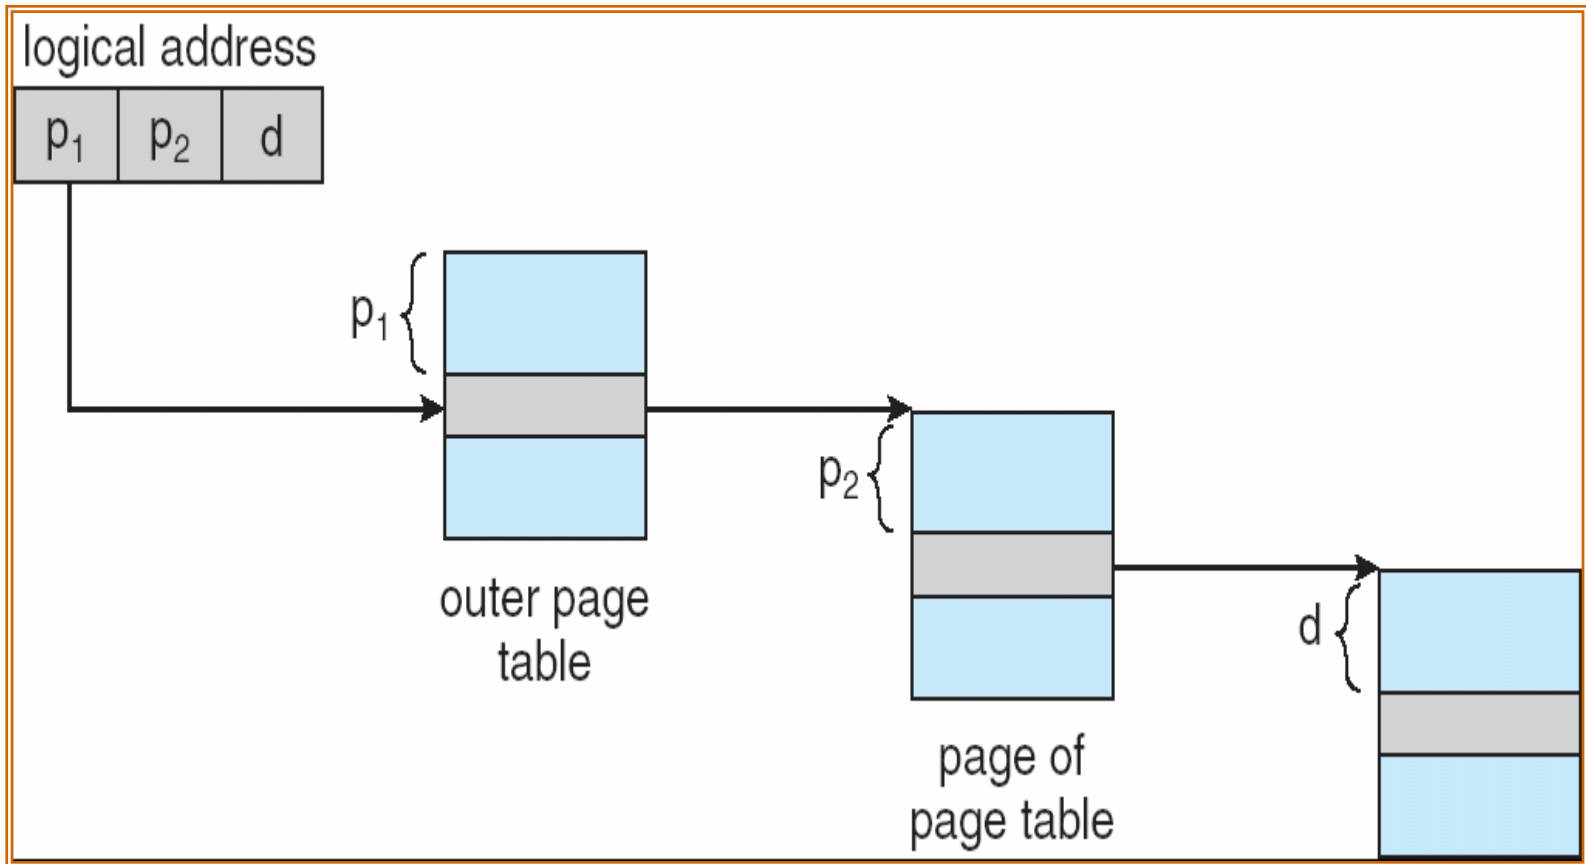 logical address
p₁ p₂ d
p₁
outer page
table
p₂
page of
page table
d